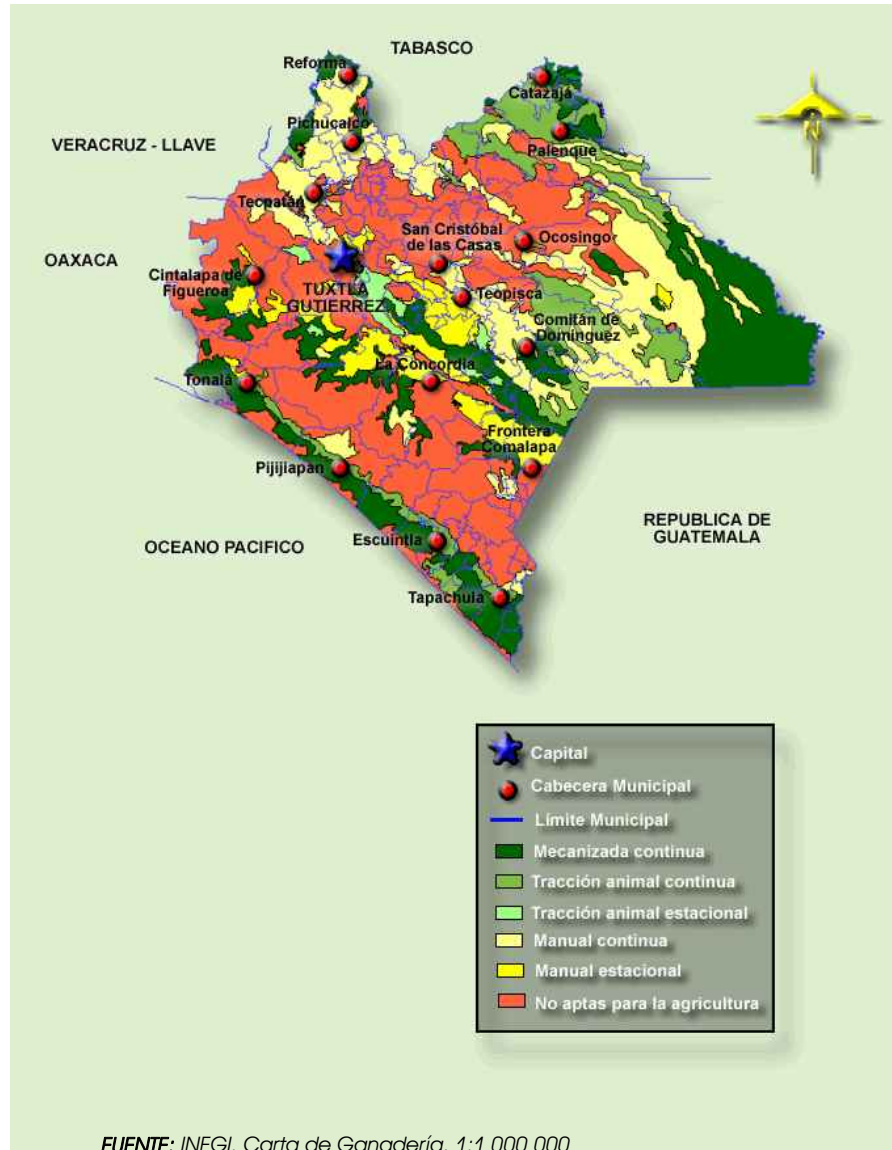 TABASCO
Reforma
Catazajá
Pichucalco
VERACRUZ - LLAVE
Palenque
Tecpatán
San Cristóbal
de las Casas
Ocosingo
OAXACA
Cintalapa de
Figueroa
TUXTLA
GUTIERREZ
Teopisca
Comitán de
Domínguez
La Concordia
Tonalá
Frontera
Comalapa
Pijijiapan
REPUBLICA DE
GUATEMALA
OCEANO PACIFICO
Escuintla
Tapachula
N
Capital
Cabecera Municipal
Límite Municipal
Mecanizada continua
Tracción animal continua
Tracción animal estacional
Manual continua
Manual estacional
No aptas para la agricultura
FUENTE: INEGI. Carta de Ganadería, 1:1 000 000